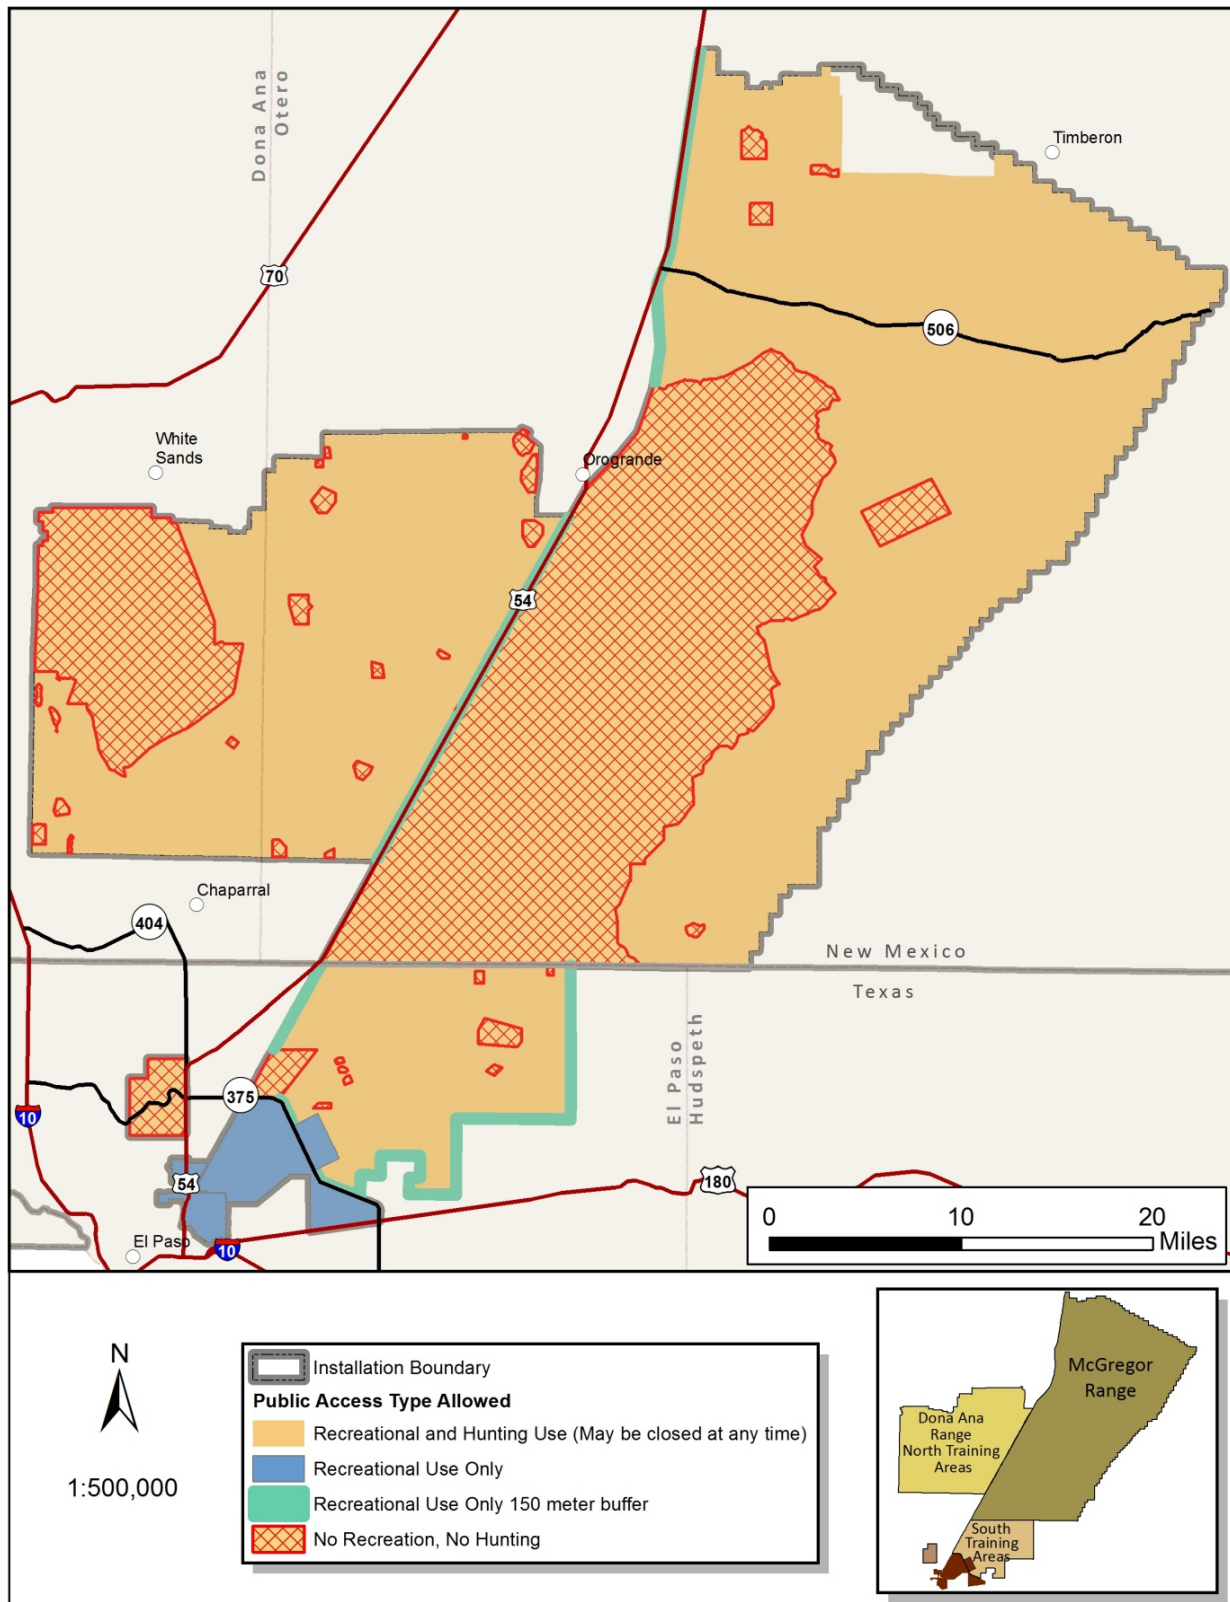 Dona Ana
Otero
Timberon
70
506
White
Sands
Orogrande
54
Chaparral
404
New Mexico
Texas
El Paso
Hudspeth
375
10
54
180
El Paso
10
0
10
20
Miles
N
1:500,000
Installation Boundary
Public Access Type Allowed
Recreational and Hunting Use (May be closed at any time)
Recreational Use Only
Recreational Use Only 150 meter buffer
No Recreation, No Hunting
McGregor
Range
Dona Ana
Range
North Training
Areas
South
Training
Areas